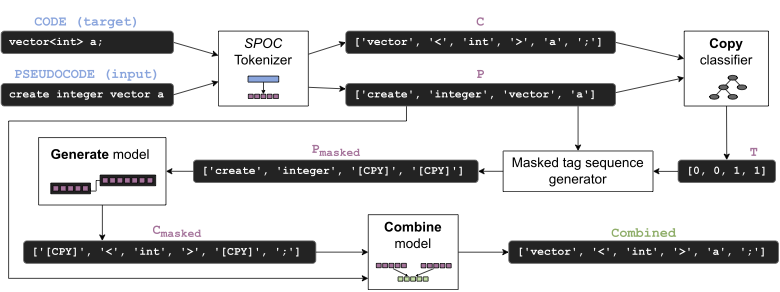 CODE (target)
vector<int> a;
PSEUDOCODE (input)
create integer vector a
SPOC
Tokenizer
C
['vector', '<', 'int', '>', 'a', ';']
P
['create', 'integer', 'vector', 'a']
Copy
classifier
T
[0, 0, 1, 1]
Masked tag sequence
generator
Pmasked
['create', 'integer', '[CPY]', '[CPY]']
Generate model
Cmasked
['[CPY]', '<', 'int', '>', '[CPY]', ';']
Combine
model
Combined
['vector', '<', 'int', '>', 'a', ';']